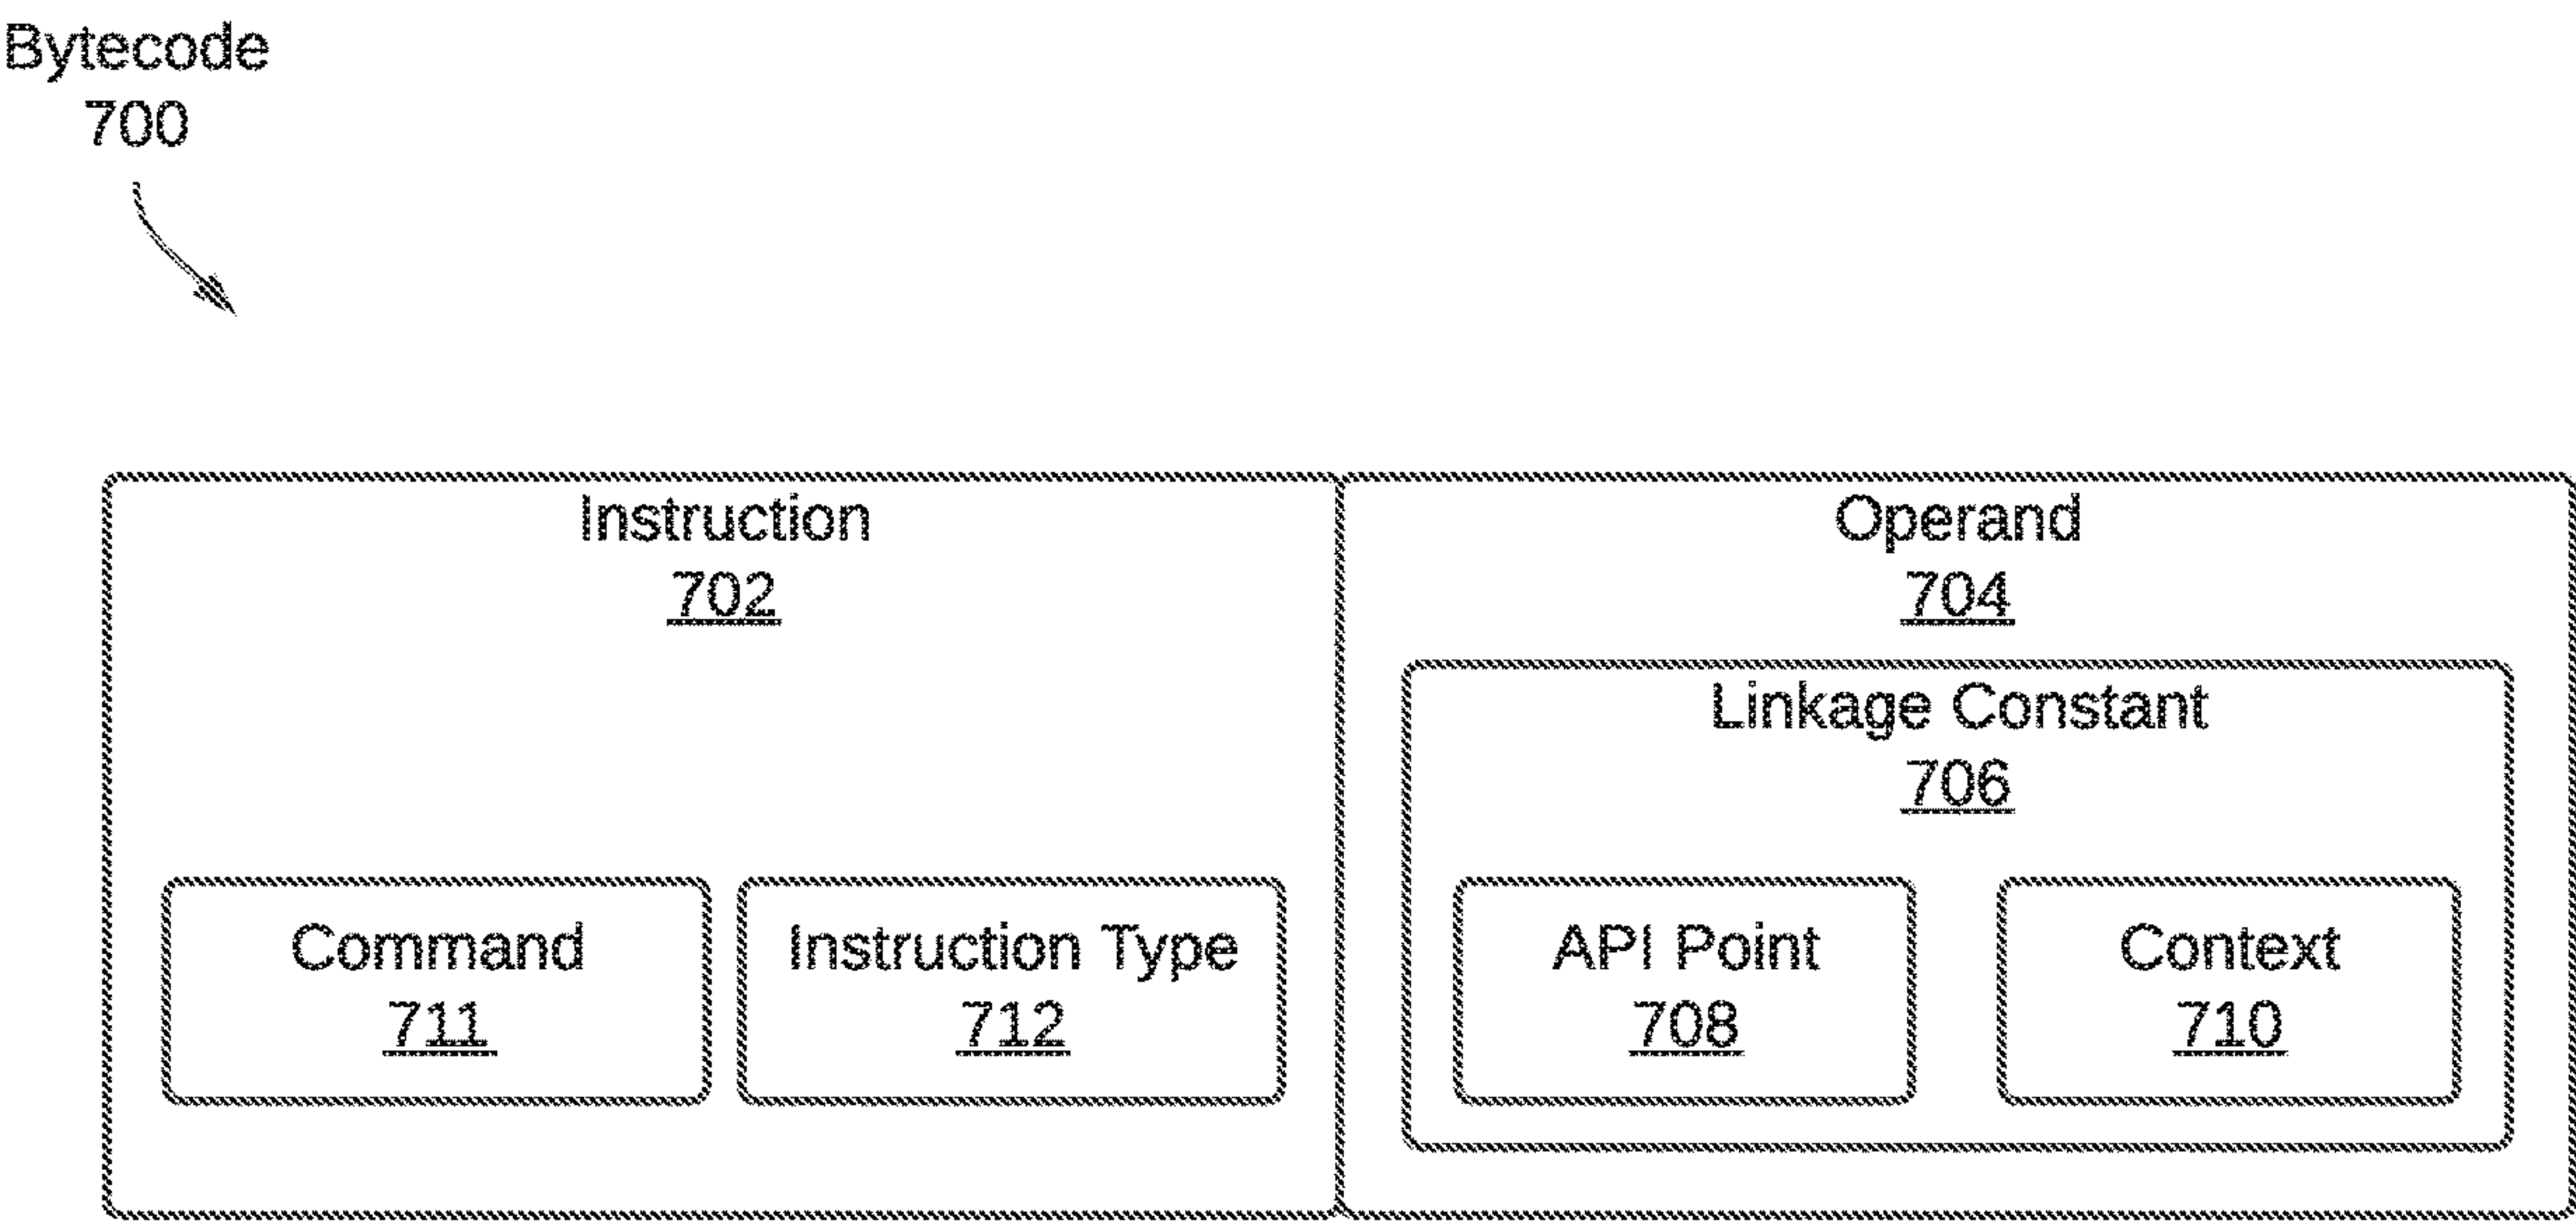 Bytecode
700
Instruction
702
Operand
704
Linkage Constant
706
Command
711
Instruction Type
712
API Point
708
Context
710